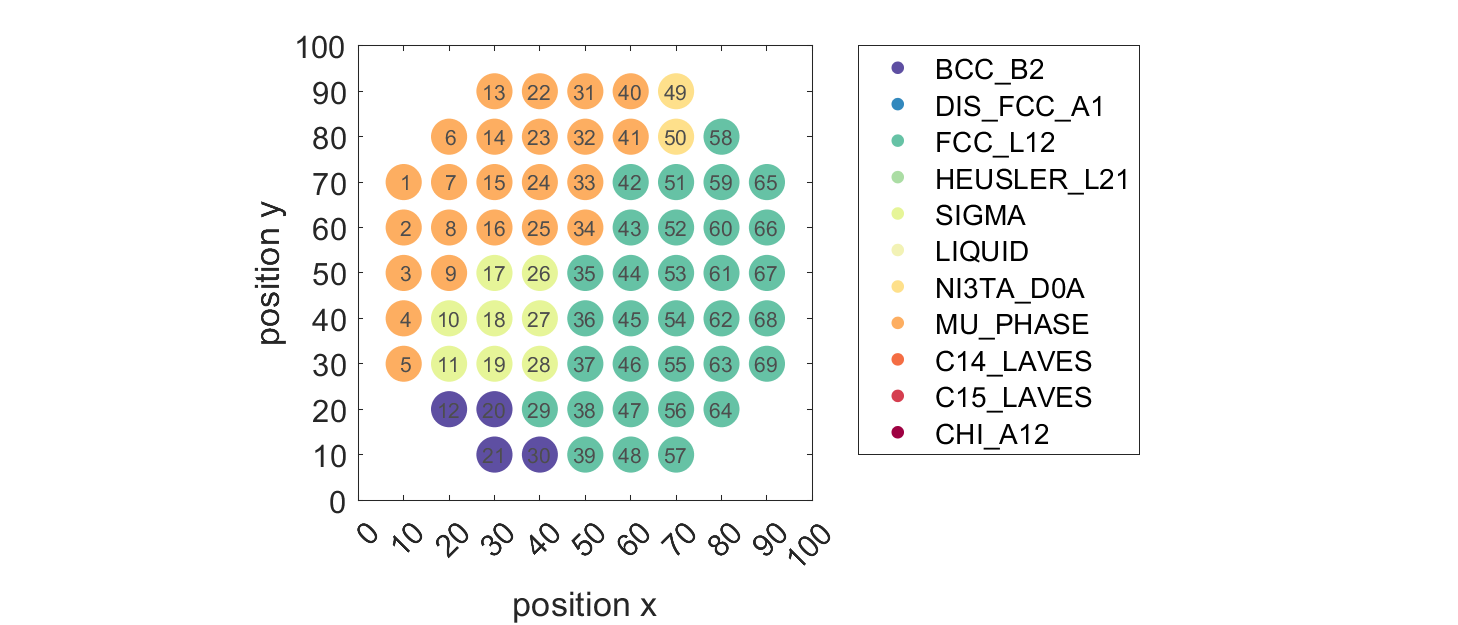 100
90
80
70
60
50
40
30
20
10
0
position y
13 22 31 40 49
6 14 23 32 41 50 58
1 7 15 24 33 42 51 59 65
2 8 16 25 34 43 52 60 66
3 9 17 26 35 44 53 61 67
4 10 18 27 36 45 54 62 68
5 11 19 28 37 46 55 63 69
12 20 29 38 47 56 64
21 30 39 48 57
0 10 20 30 40 50 60 70 80 90 100
position x
BCC_B2
DIS_FCC_A1
FCC_L12
HEUSLER_L21
SIGMA
LIQUID
NI3TA_D0A
MU_PHASE
C14_LAVES
C15_LAVES
CHI_A12